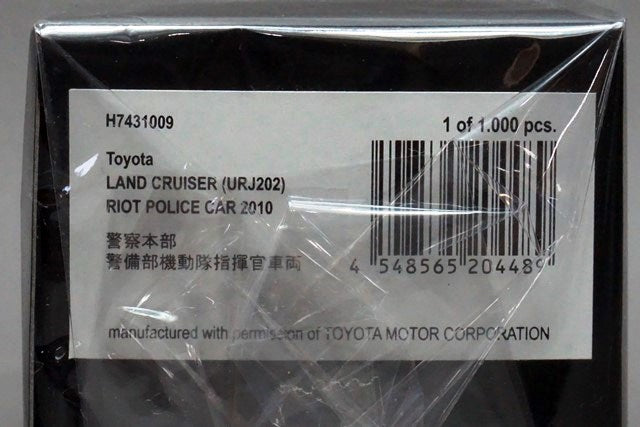 H7431009
1 of 1.000 pcs.
Toyota
LAND CRUISER (URJ202)
RIOT POLICE CAR 2010
警察本部
警備部機動隊指揮官車両
4 548565 204489
manufactured with permission of TOYOTA MOTOR CORPORATION